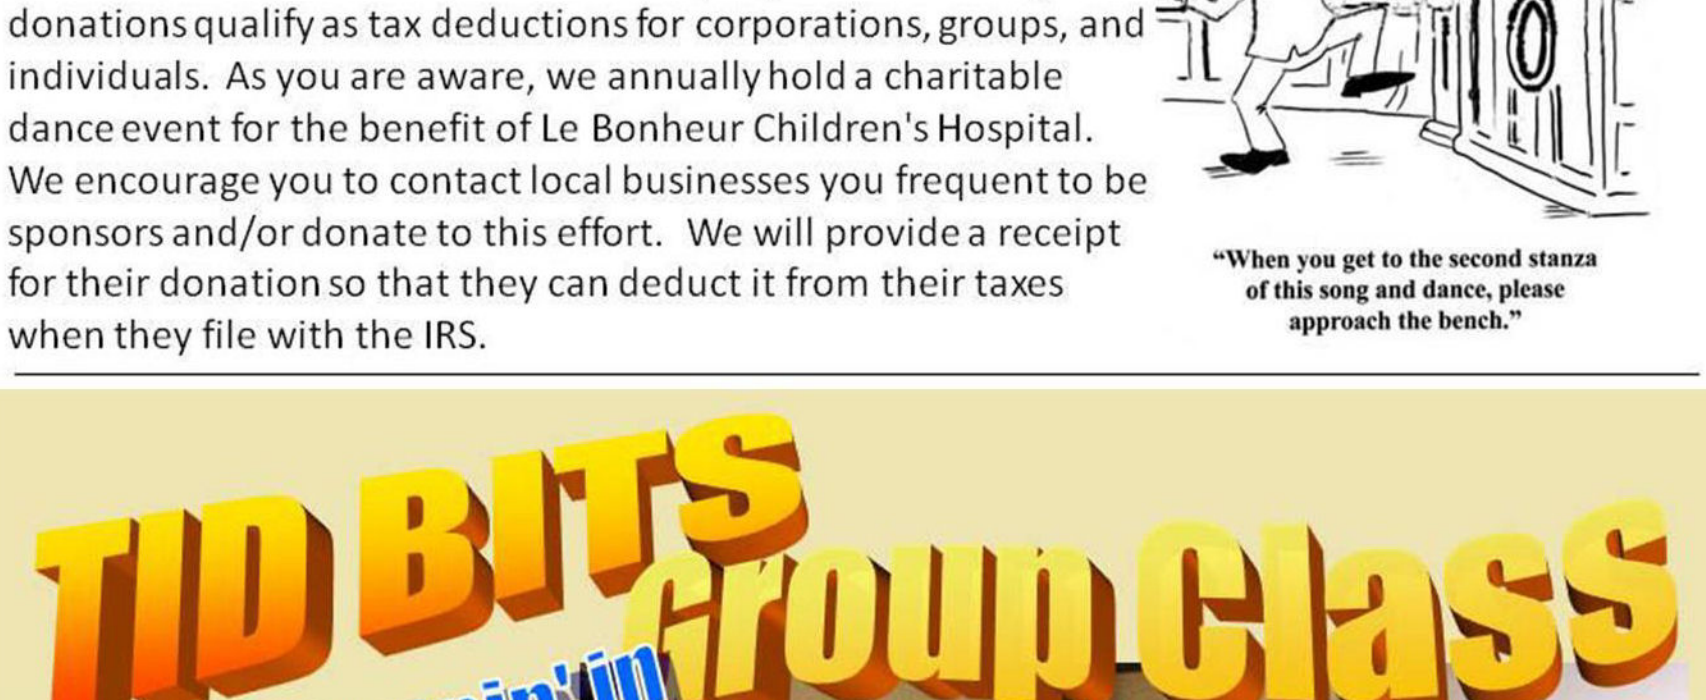 donations qualify as tax deductions for corporations, groups, and
individuals. As you are aware, we annually hold a charitable
dance event for the benefit of Le Bonheur Children's Hospital.
We encourage you to contact local businesses you frequent to be
sponsors and/or donate to this effort. We will provide a receipt
for their donation so that they can deduct it from their taxes
when they file with the IRS.
“When you get to the second stanza
of this song and dance, please
approach the bench.”
TID BITS
Group Class
in